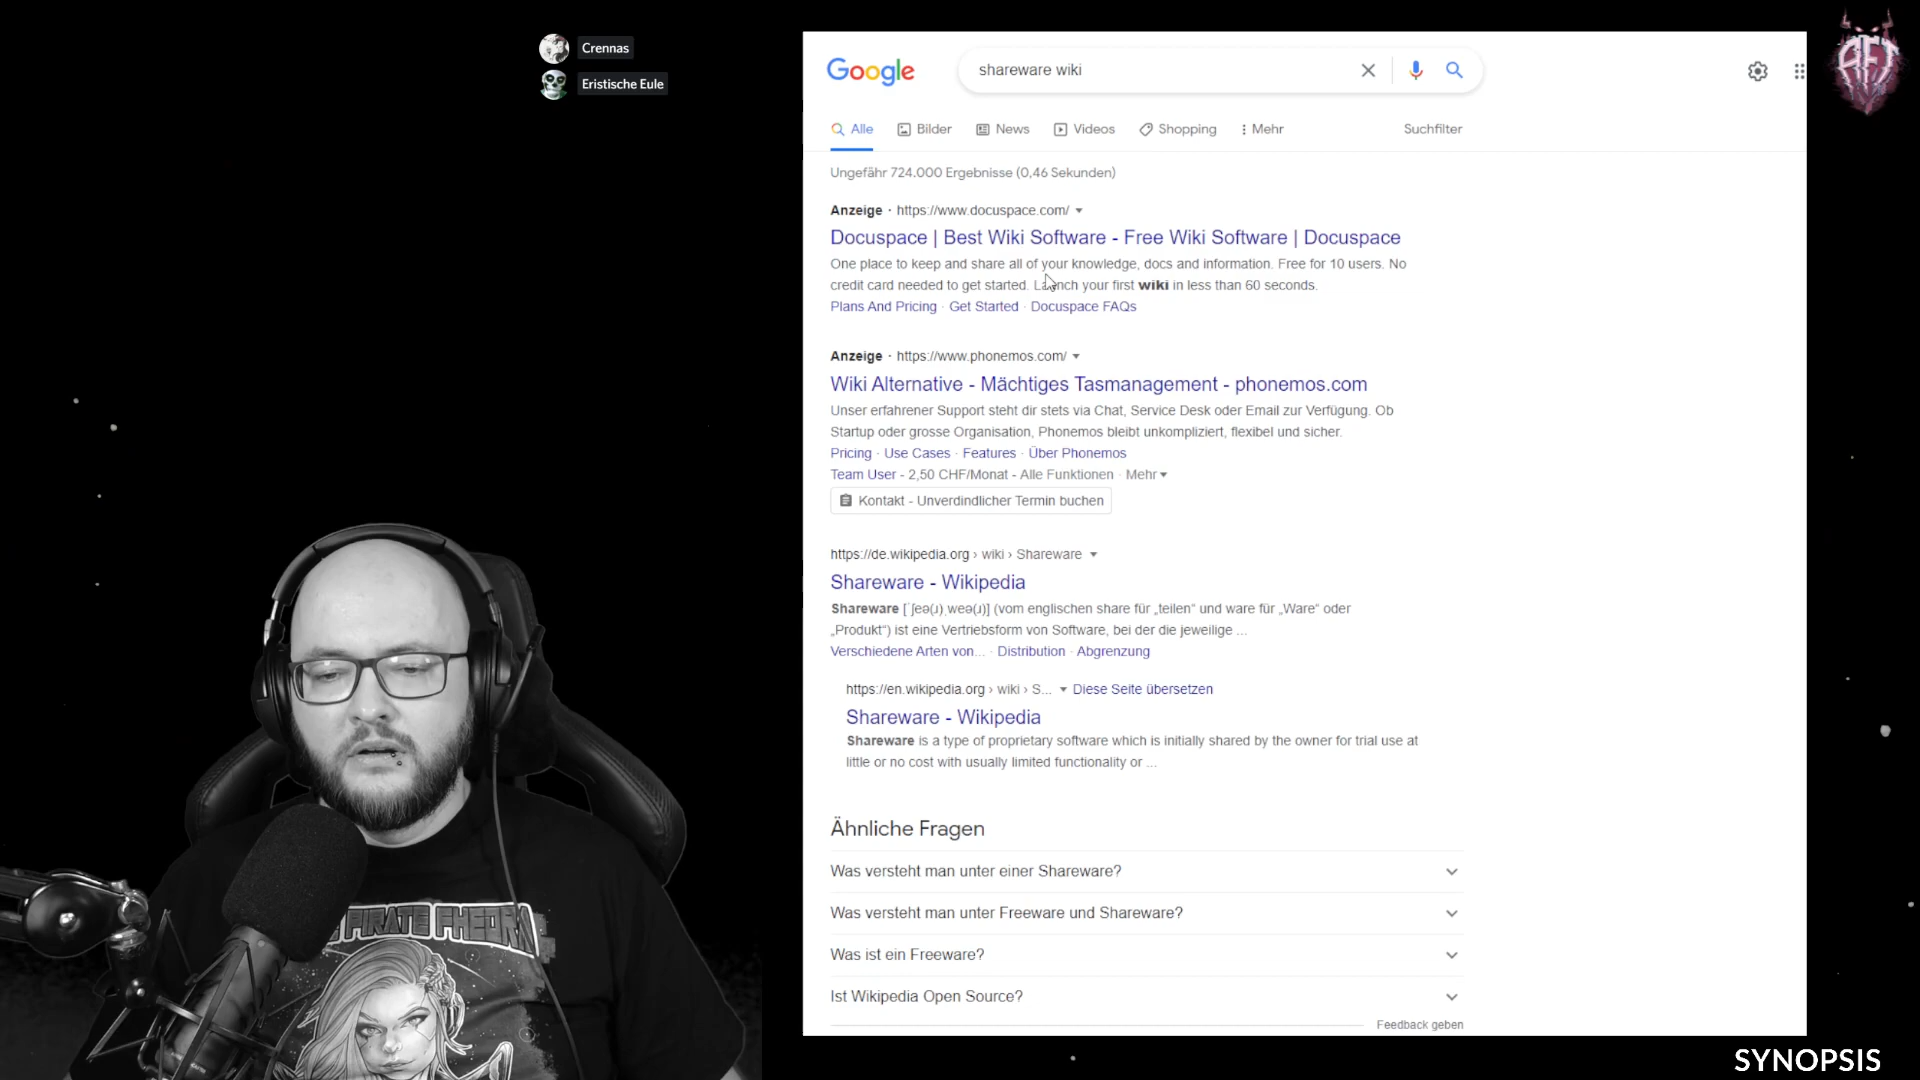 Crennas
Eristische Eule
Google
shareware wiki
AFT
Alle
Bilder
News
Videos
Shopping
Mehr
Suchfilter
Ungefähr 724.000 Ergebnisse (0,46 Sekunden)
Anzeige · https://www.docuspace.com/
Docuspace | Best Wiki Software - Free Wiki Software | Docuspace
One place to keep and share all of your knowledge, docs and information. Free for 10 users. No
credit card needed to get started. Launch your first wiki in less than 60 seconds.
Plans And Pricing · Get Started · Docuspace FAQs
Anzeige · https://www.phonemos.com/
Wiki Alternative - Mächtiges Tasmanagement - phonemos.com
Unser erfahrener Support steht dir stets via Chat, Service Desk oder Email zur Verfügung. Ob
Startup oder grosse Organisation, Phonemos bleibt unkompliziert, flexibel und sicher.
Pricing · Use Cases · Features · Über Phonemos
Team User - 2,50 CHF/Monat - Alle Funktionen · Mehr
Kontakt - Unverdindlicher Termin buchen
https://de.wikipedia.org › wiki › Shareware
Shareware - Wikipedia
Shareware [ˈʃeə(ɹ)ˌweə(ɹ)] (vom englischen share für „teilen“ und ware für „Ware“ oder
„Produkt“) ist eine Vertriebsform von Software, bei der die jeweilige ...
Verschiedene Arten von... · Distribution · Abgrenzung
https://en.wikipedia.org › wiki › S... Diese Seite übersetzen
Shareware - Wikipedia
Shareware is a type of proprietary software which is initially shared by the owner for trial use at
little or no cost with usually limited functionality or ...
Ähnliche Fragen
Was versteht man unter einer Shareware?
Was versteht man unter Freeware und Shareware?
Was ist ein Freeware?
Ist Wikipedia Open Source?
Feedback geben
PIRATE
SYNOPSIS